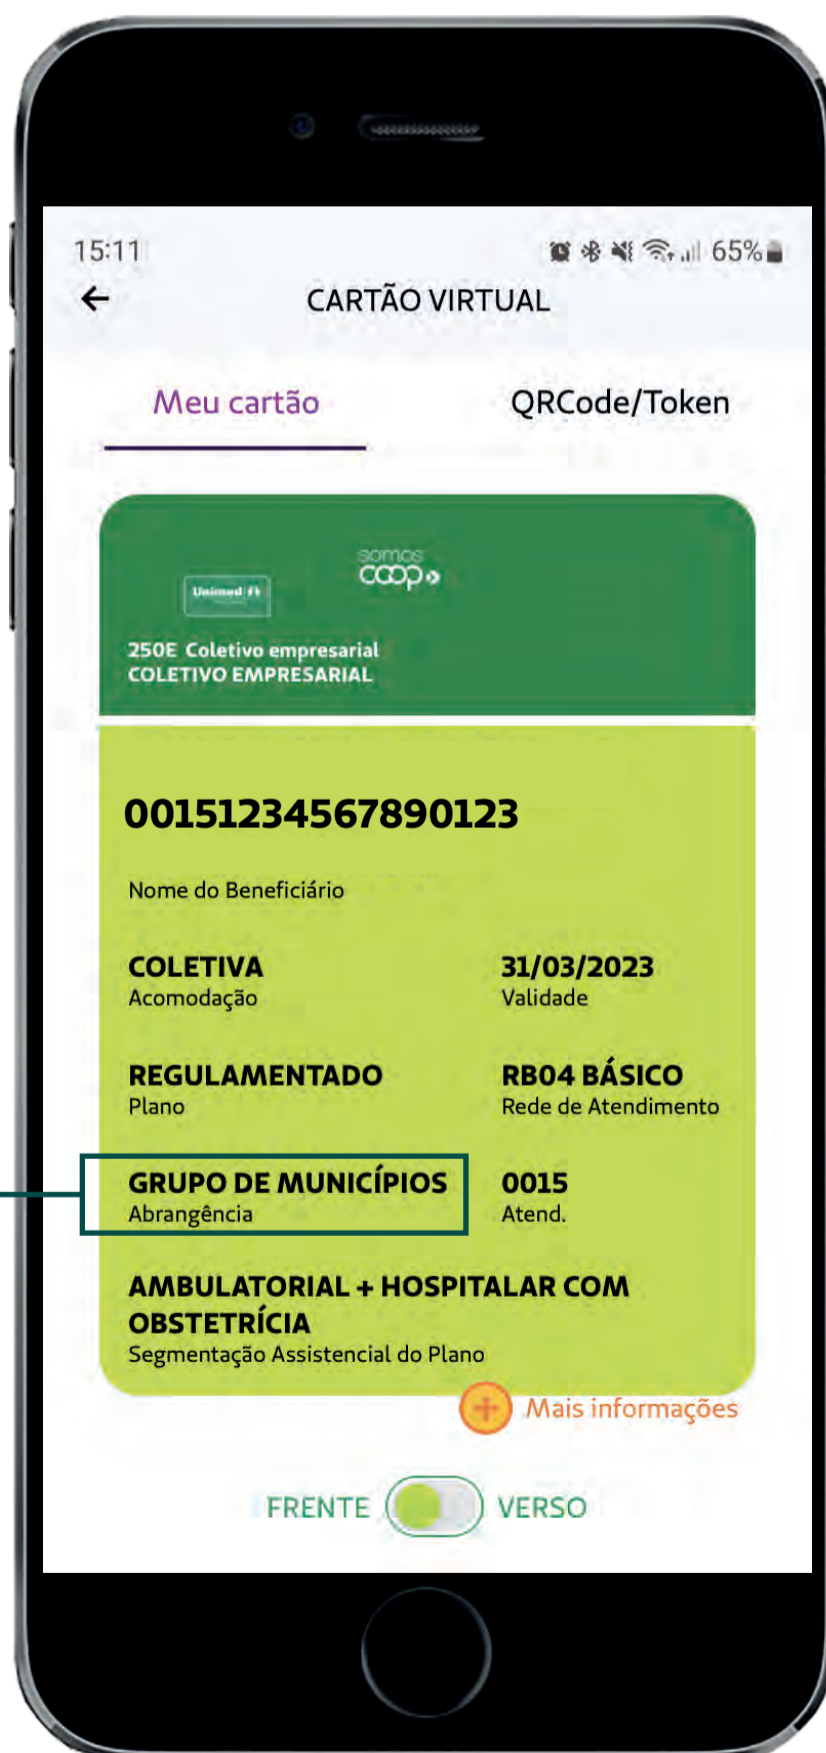 15:11
65%
CARTÃO VIRTUAL
Meu cartão
QRCode/Token
somos
coop
Unimed
250E Coletivo empresarial
COLETIVO EMPRESARIAL
00151234567890123
Nome do Beneficiário
COLETIVA
Acomodação
31/03/2023
Validade
REGULAMENTADO
Plano
RB04 BÁSICO
Rede de Atendimento
GRUPO DE MUNICÍPIOS
Abrangência
0015
Atend.
AMBULATORIAL + HOSPITALAR COM
OBSTETRÍCIA
Segmentação Assistencial do Plano
Mais informações
FRENTE
VERSO